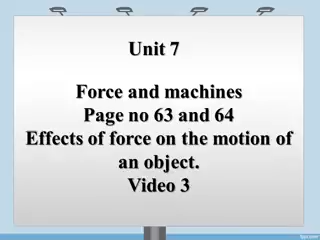 Unit 7
Force and machines
Page no 63 and 64
Effects of force on the motion of
an object.
Video 3